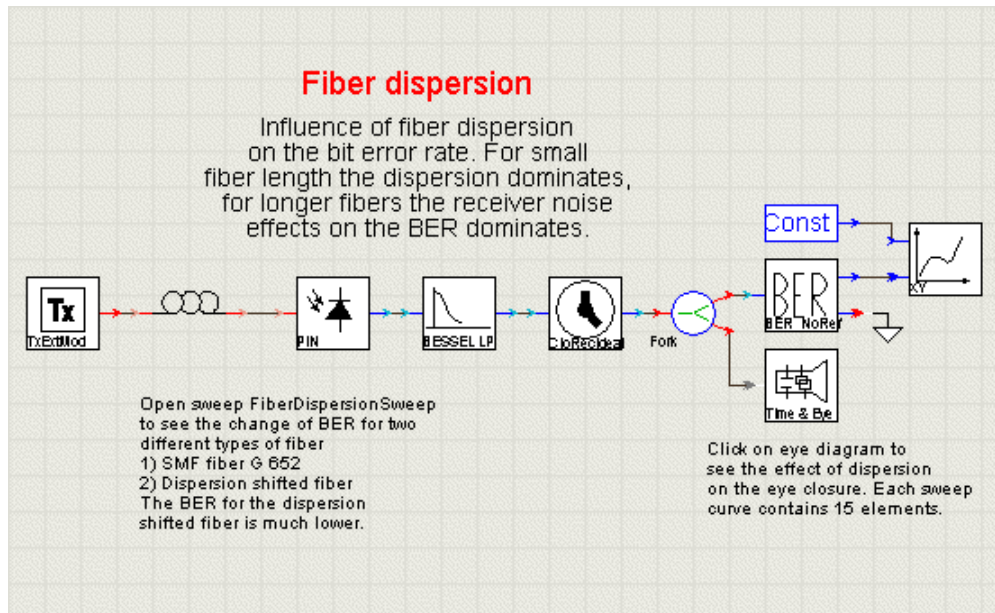 Fiber dispersion
Influence of fiber dispersion
on the bit error rate. For small
fiber length the dispersion dominates,
for longer fibers the receiver noise
effects on the BER dominates.
Const
XY
Tx
TxExtMod
PIN
BESSEL LP
CloRecIdeal
Fork
BER
BER_NoRef
Time & Eye
Open sweep FiberDispersionSweep
to see the change of BER for two
different types of fiber
1) SMF fiber G 652
2) Dispersion shifted fiber
The BER for the dispersion
shifted fiber is much lower.
Click on eye diagram to
see the effect of dispersion
on the eye closure. Each sweep
curve contains 15 elements.